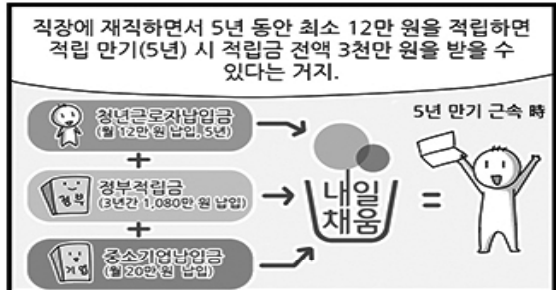 직장에 재직하면서 5년 동안 최소 12만 원을 적립하면
적립 만기(5년) 시 적립금 전액 3천만 원을 받을 수
있다는 거지.
5년 만기 근속 時
청년근로자납입금
(월 12만 원 납입, 5년)
+
정부
정부적립금
(3년간 1,080만 원 납입)
+
기업
중소기업납입금
(월 20만 원 납입)
내일
채움
=